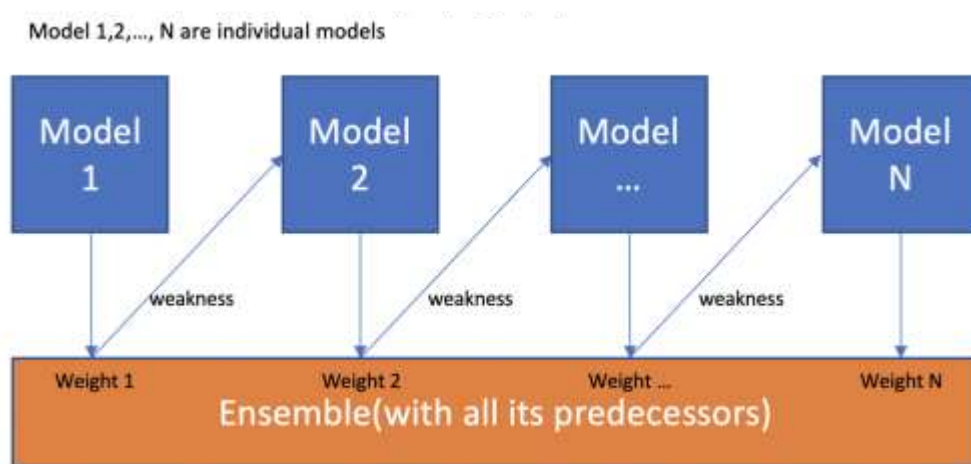 Model 1,2,..., N are individual models
Model
1
Model
2
Model
...
Model
N
weakness
weakness
weakness
Weight 1
Weight 2
Weight ...
Weight N
Ensemble(with all its predecessors)